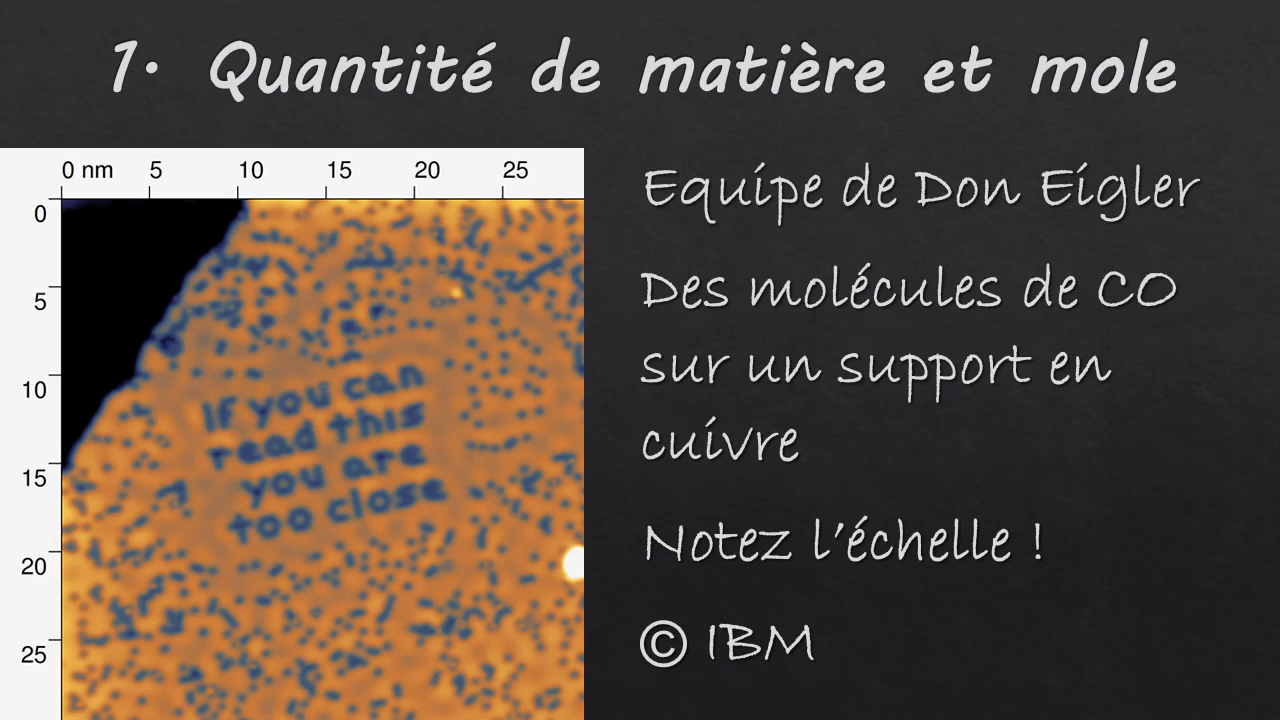 1. Quantité de matière et mole
0 nm 5 10 15 20 25
0
5
10
15
20
25
If you can
read this
you are
too close
Equipe de Don Eigler
Des molécules de CO
sur un support en
cuivre
Notez l’échelle !
© IBM